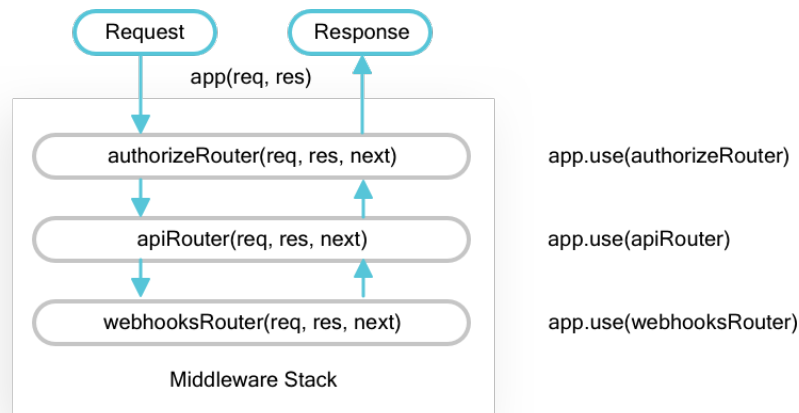 Request
Response
app(req, res)
authorizeRouter(req, res, next)
app.use(authorizeRouter)
apiRouter(req, res, next)
app.use(apiRouter)
webhooksRouter(req, res, next)
app.use(webhooksRouter)
Middleware Stack